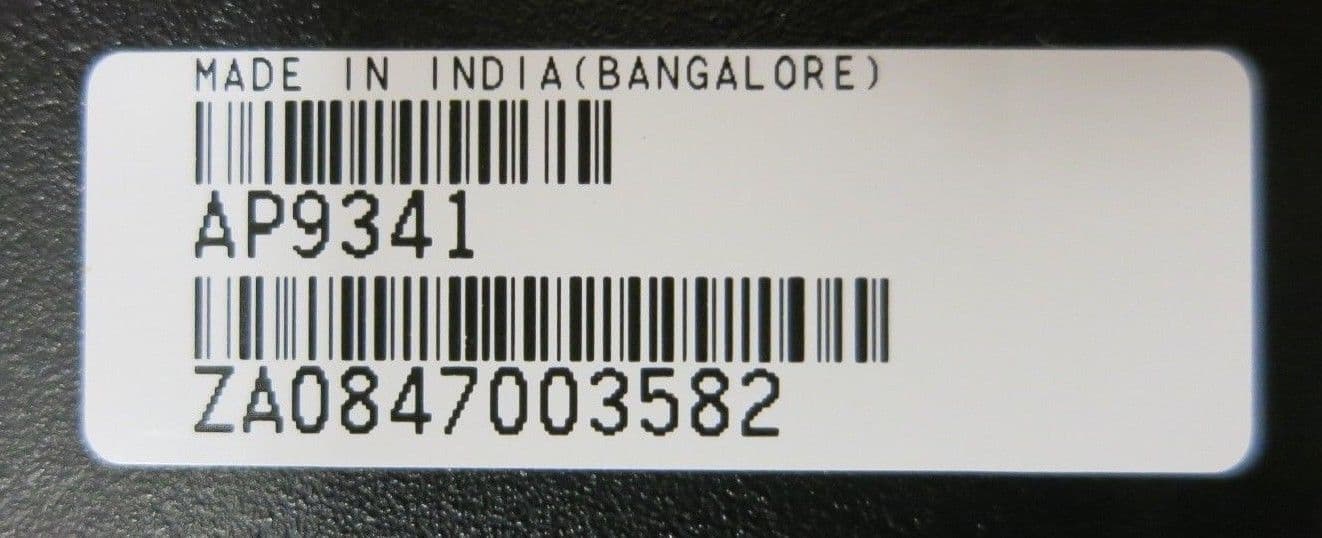 MADE IN INDIA(BANGALORE)
AP9341
ZA0847003582